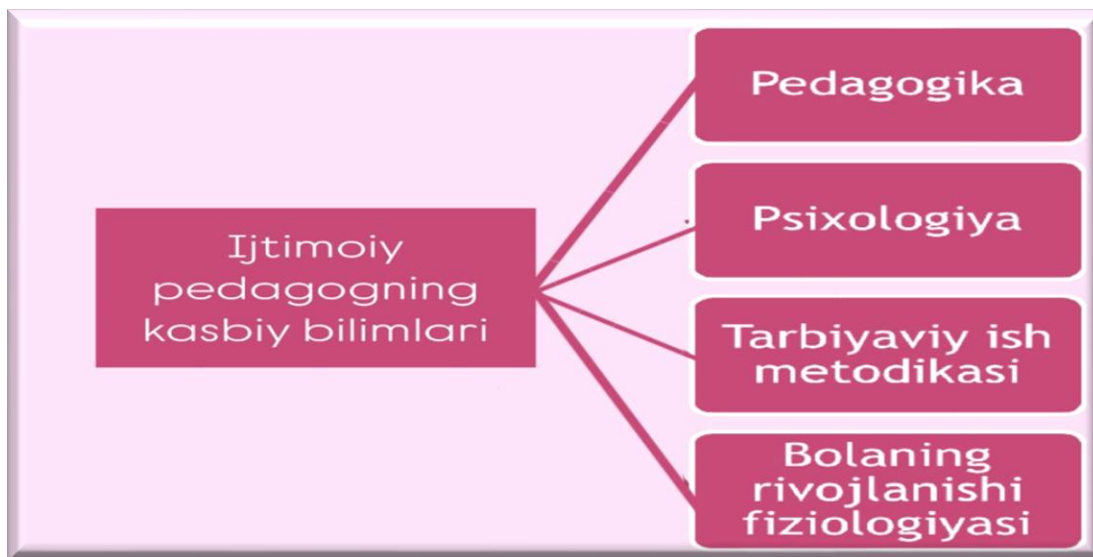 Ijtimoiy
pedagogning
kasbiy bilimlari
Pedagogika
Psixologiya
Tarbiyaviy ish
metodikasi
Bolaning
rivojlanishi
fiziologiyasi